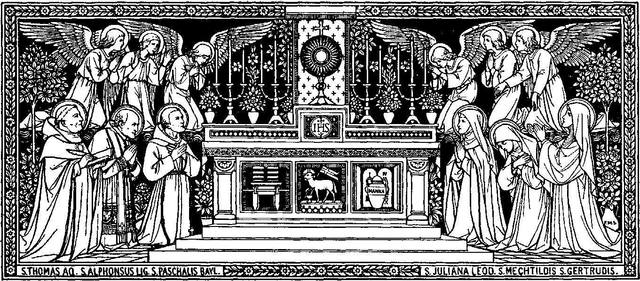 IHS
MANNA
S. THOMAS AQ. S. ALPHONSUS LIG. S. PASCHALIS BAYL.
S. JULIANA LEOD. S. MECHTILDIS S. GERTRUDIS.